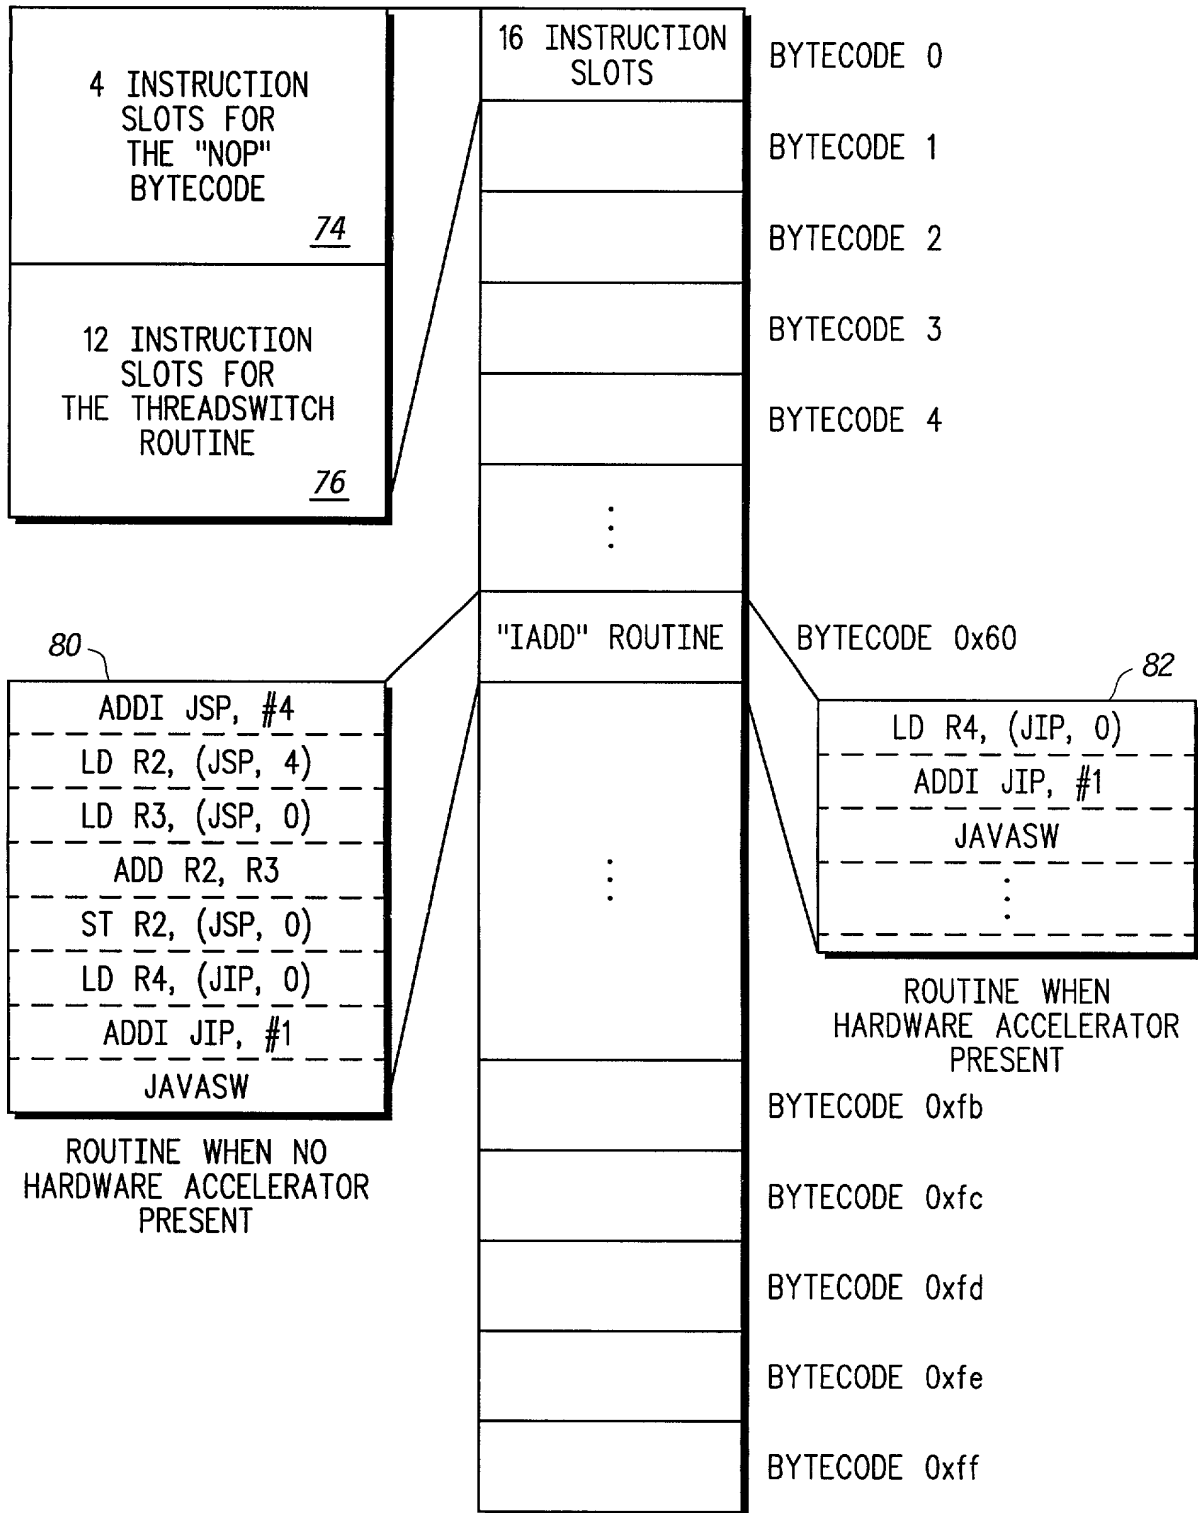 4 INSTRUCTION
SLOTS FOR
THE "NOP"
BYTECODE
74
12 INSTRUCTION
SLOTS FOR
THE THREADSWITCH
ROUTINE
76
16 INSTRUCTION
SLOTS
BYTECODE 0
BYTECODE 1
BYTECODE 2
BYTECODE 3
BYTECODE 4
"IADD" ROUTINE
BYTECODE 0x60
80
ADDI JSP, #4
LD R2, (JSP, 4)
LD R3, (JSP, 0)
ADD R2, R3
ST R2, (JSP, 0)
LD R4, (JIP, 0)
ADDI JIP, #1
JAVASW
ROUTINE WHEN NO
HARDWARE ACCELERATOR
PRESENT
82
LD R4, (JIP, 0)
ADDI JIP, #1
JAVASW
ROUTINE WHEN
HARDWARE ACCELERATOR
PRESENT
BYTECODE 0xfb
BYTECODE 0xfc
BYTECODE 0xfd
BYTECODE 0xfe
BYTECODE 0xff